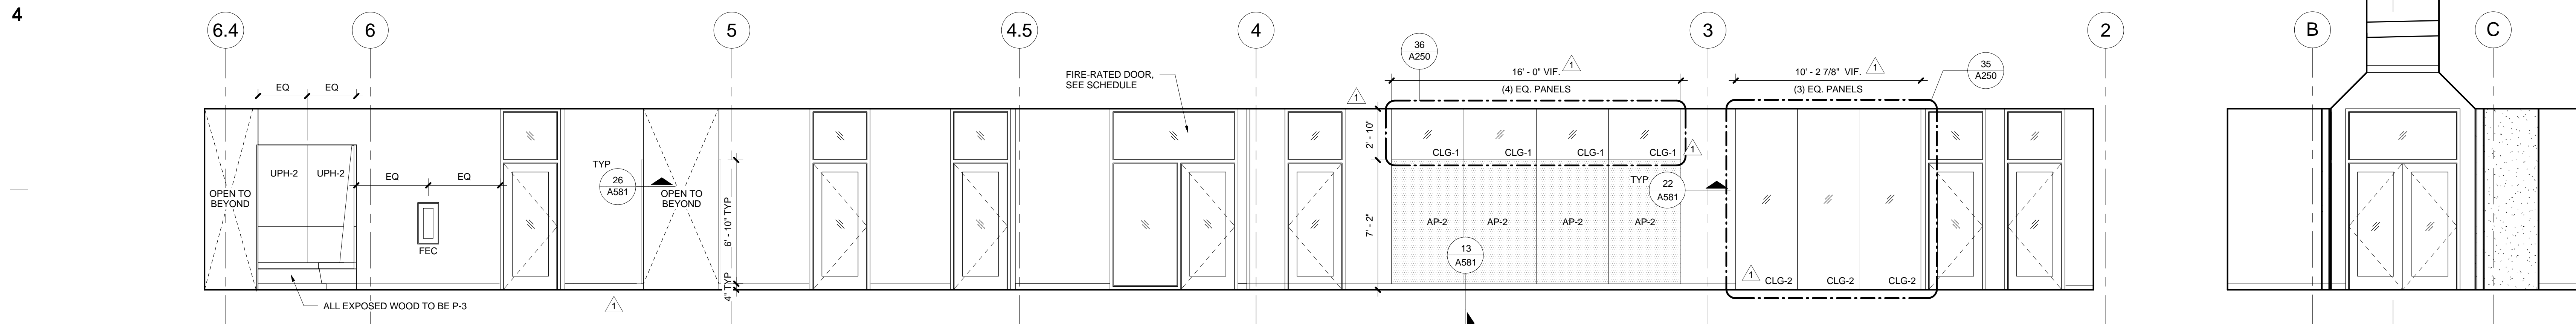 4
6.4
6
5
4.5
4
3
2
B
C
36
A250
35
A250
16' - 0" VIF.
1
(4) EQ. PANELS
10' - 2 7/8" VIF.
1
(3) EQ. PANELS
FIRE-RATED DOOR,
SEE SCHEDULE
EQ
EQ
1
2' - 10"
CLG-1
CLG-1
CLG-1
CLG-1
1
TYP
26
A581
OPEN TO
BEYOND
UPH-2
UPH-2
EQ
EQ
OPEN TO
BEYOND
6' - 10" TYP
4" TYP
FEC
7' - 2"
AP-2
AP-2
AP-2
AP-2
TYP
22
A581
13
A581
1
CLG-2
CLG-2
CLG-2
ALL EXPOSED WOOD TO BE P-3
1